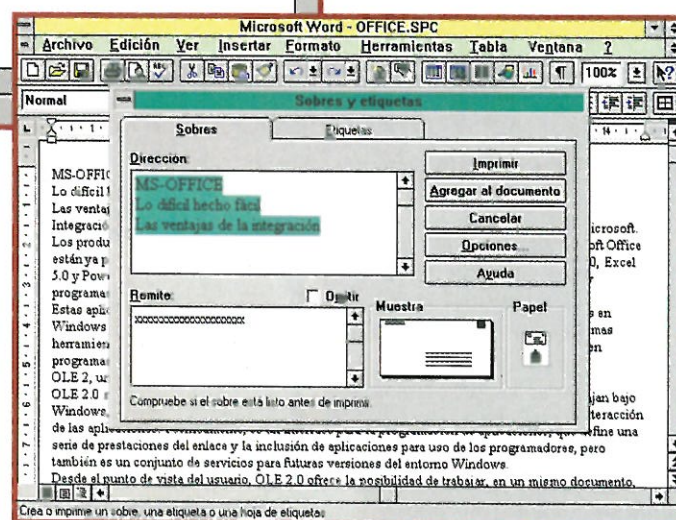 Microsoft Word - OFFICE.SPC
Archivo Edición Ver Insertar Formato Herramientas Tabla Ventana ?
100%
Normal
Sobres y etiquetas
Sobres
Etiquetas
Dirección:
MS-OFFICE
Lo difícil hecho fácil
Las ventajas de la integración
Imprimir
Agregar al documento
Cancelar
Opciones...
Ayuda
Remite:
Omitir
xxxxxxxxxxxxxxxxxxxx
Muestra
Papel
Compruebe si el sobre está listo antes de imprimir.
MS-OFFIC
Lo difícil
Las ventaj
Integració
icrosoft.
Los produ
oft Office
están ya p
0, Excel
5.0 y Pow
programas
Estas aplic
s en
Windows
mas
herramien
en
programa
OLE 2, un
OLE 2.0
jan bajo
Windows,
teracción
de las
fine una
serie de prestaciones del enlace y la inclusión de aplicaciones para uso de los programadores, pero
también es un conjunto de servicios para futuras versiones del entorno Windows.
Desde el punto de vista del usuario, OLE 2.0 ofrece la posibilidad de trabajar, en un mismo documento,
Crea o imprime un sobre, una etiqueta o una hoja de etiquetas